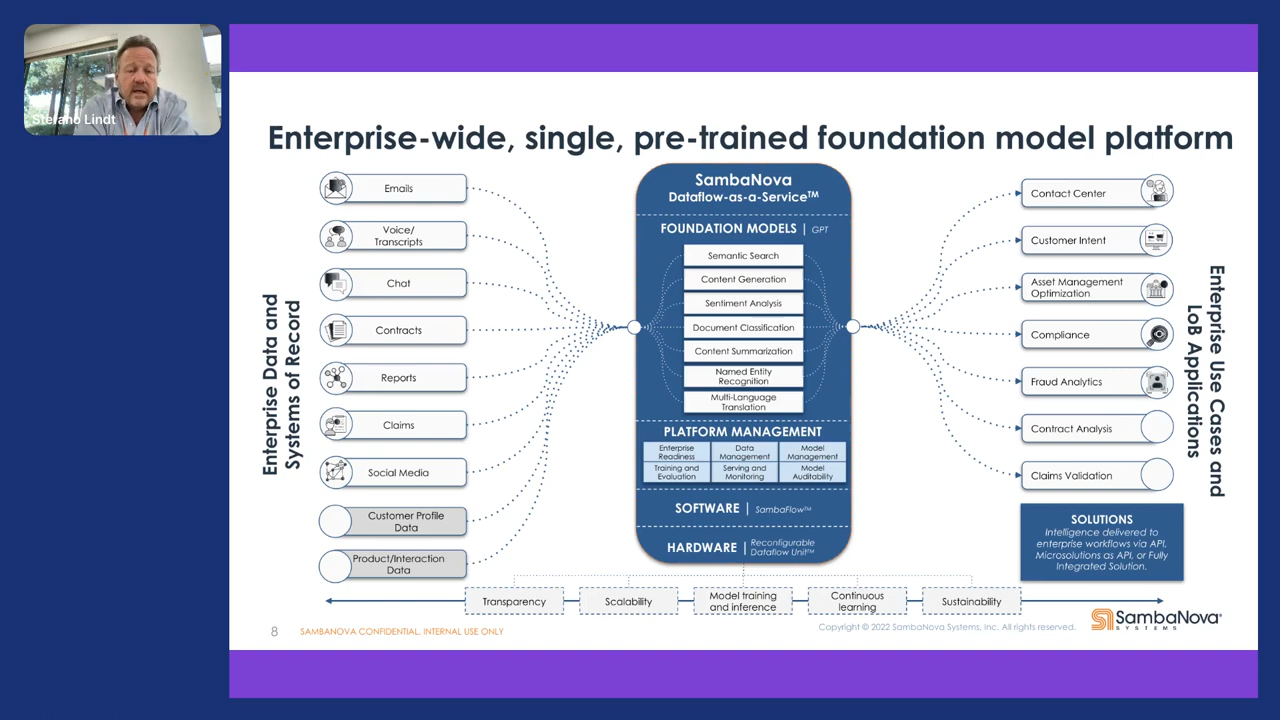 Stefano Lindt
Enterprise-wide, single, pre-trained foundation model platform
Enterprise Data and
Systems of Record
Emails
Voice/
Transcripts
Chat
Contracts
Reports
Claims
Social Media
Customer Profile
Data
Product/Interaction
Data
SambaNova
Dataflow-as-a-Service™
FOUNDATION MODELS | GPT
Semantic Search
Content Generation
Sentiment Analysis
Document Classification
Content Summarization
Named Entity
Recognition
Multi-Language
Translation
PLATFORM MANAGEMENT
Enterprise
Readiness
Data
Management
Model
Management
Training and
Evaluation
Serving and
Monitoring
Model
Auditability
SOFTWARE | SambaFlow™
HARDWARE | Reconfigurable
Dataflow Unit™
Contact Center
Customer Intent
Asset Management
Optimization
Compliance
Fraud Analytics
Contract Analysis
Claims Validation
Enterprise Use Cases and
LoB Applications
SOLUTIONS
Intelligence delivered to
enterprise workflows via API,
Microsolutions as API, or Fully
Integrated Solution.
Transparency
Scalability
Model training
and inference
Continuous
learning
Sustainability
8
SAMBANOVA CONFIDENTIAL. INTERNAL USE ONLY
Copyright © 2022 SambaNova Systems, Inc. All rights reserved.
SambaNova®
SYSTEMS